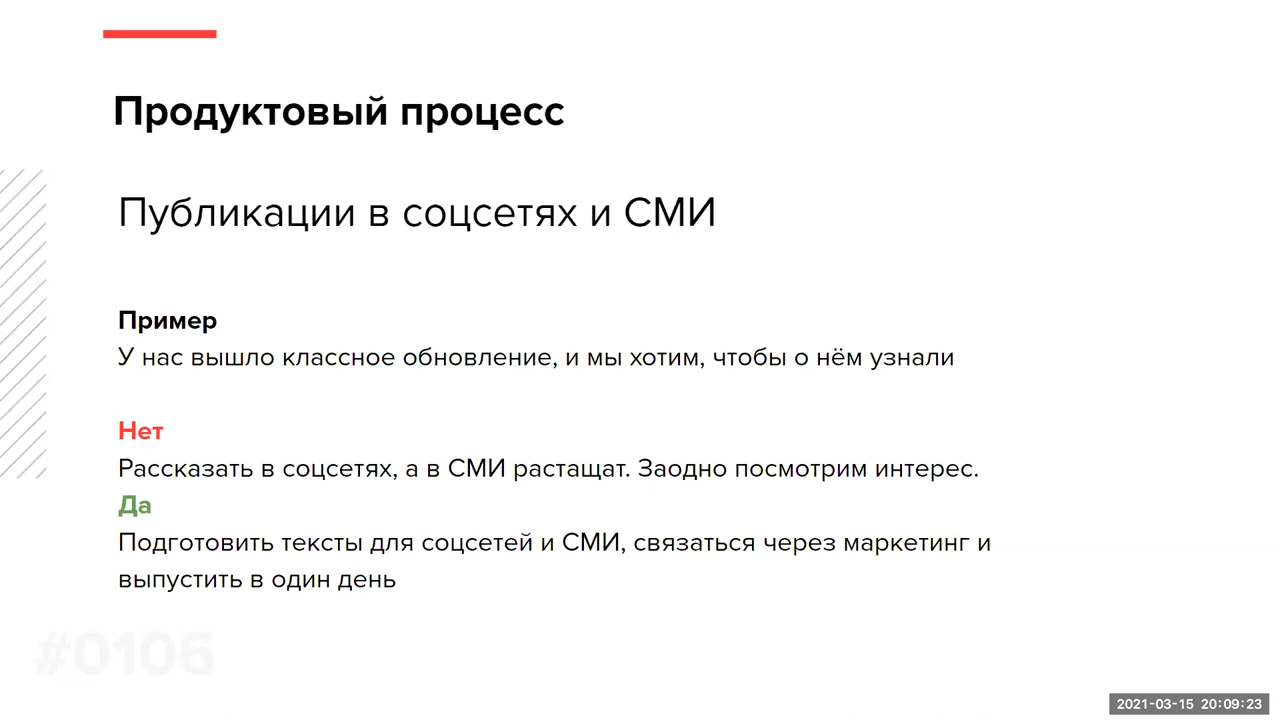 Продуктовый процесс
Публикации в соцсетях и СМИ
Пример
У нас вышло классное обновление, и мы хотим, чтобы о нём узнали
Нет
Рассказать в соцсетях, а в СМИ растащат. Заодно посмотрим интерес.
Да
Подготовить тексты для соцсетей и СМИ, связаться через маркетинг и
выпустить в один день
#0106
2021-03-15 20:09:23